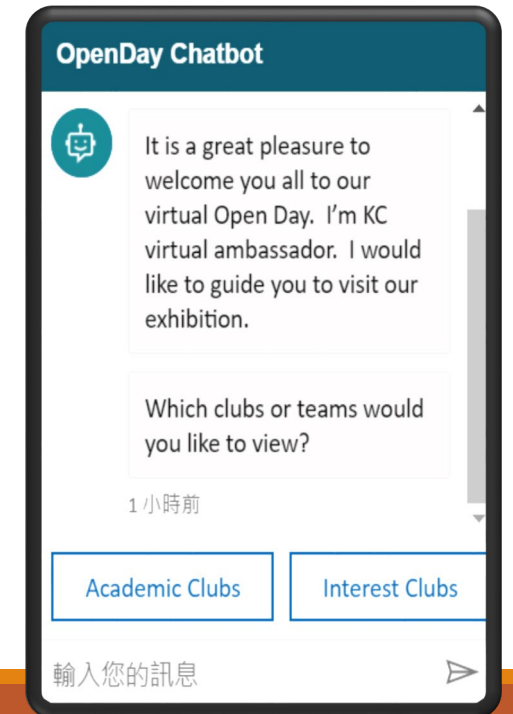 OpenDay Chatbot
It is a great pleasure to
welcome you all to our
virtual Open Day.  I'm KC
virtual ambassador.  I would
like to guide you to visit our
exhibition.
Which clubs or teams would
you like to view?
1 小時前
Academic Clubs
Interest Clubs
輸入您的訊息